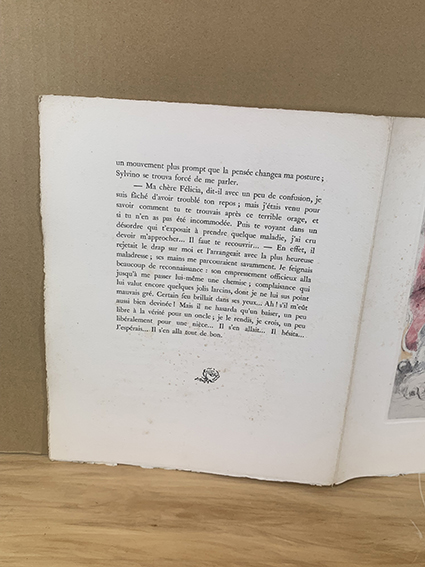 un mouvement plus prompt que la pensée changea ma posture ;
Sylvino se trouva forcé de me parler.
— Ma chère Félicia, dit-il avec un peu de confusion, je
suis fâché d'avoir troublé ton repos ; mais j'étais venu pour
savoir comment tu te trouvais après ce terrible orage, et
si tu n'en as pas été incommodée. Puis te voyant dans un
désordre qui t'exposait à prendre quelque maladie, j'ai cru
devoir m'approcher... Il faut te recouvrir... — En effet, il
rejetait le drap sur moi et l'arrangeait avec la plus heureuse
maladresse ; ses mains me parcouraient savamment. Je feignais
beaucoup de reconnaissance : son empressement officieux alla
jusqu'à me passer lui-même une chemise ; complaisance qui
lui valut encore quelques jolis larcins, dont je ne lui sus point
mauvais gré. Certain feu brillait dans ses yeux... Ah ! s'il m'eût
aussi bien devinée ! Mais il ne hasarda qu'un baiser, un peu
libre à la vérité pour un oncle ; je le rendis, je crois, un peu
libéralement pour une nièce... Il s'en allait... Il hésita...
J'espérais... Il s'en alla tout de bon.